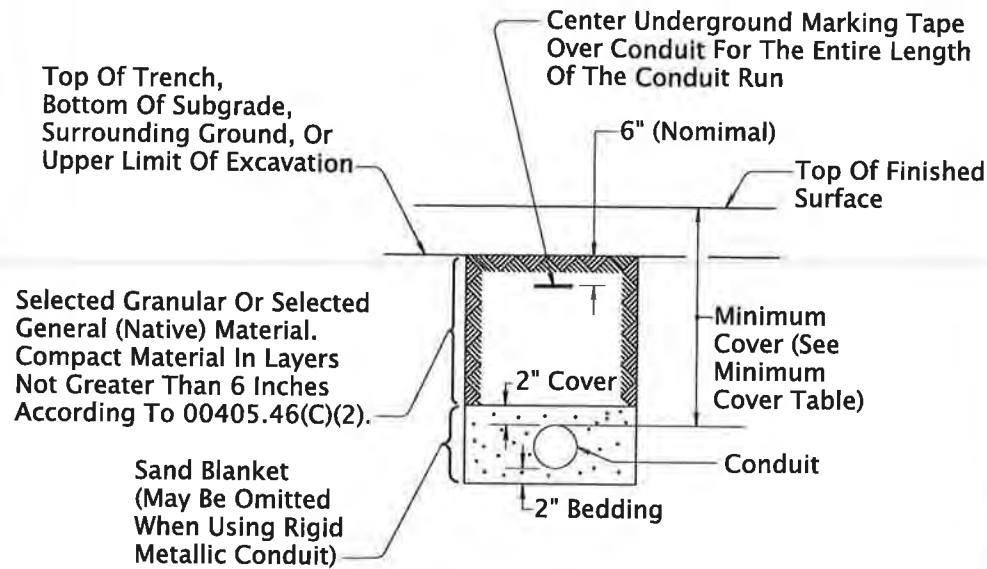 Center Underground Marking Tape
Over Conduit For The Entire Length
Of The Conduit Run
Top Of Trench,
Bottom Of Subgrade,
Surrounding Ground, Or
Upper Limit Of Excavation
6" (Nomimal)
Top Of Finished
Surface
Selected Granular Or Selected
General (Native) Material.
Compact Material In Layers
Not Greater Than 6 Inches
According To 00405.46(C)(2).
Minimum
Cover (See
Minimum
Cover Table)
2" Cover
Sand Blanket
(May Be Omitted
When Using Rigid
Metallic Conduit)
Conduit
2" Bedding